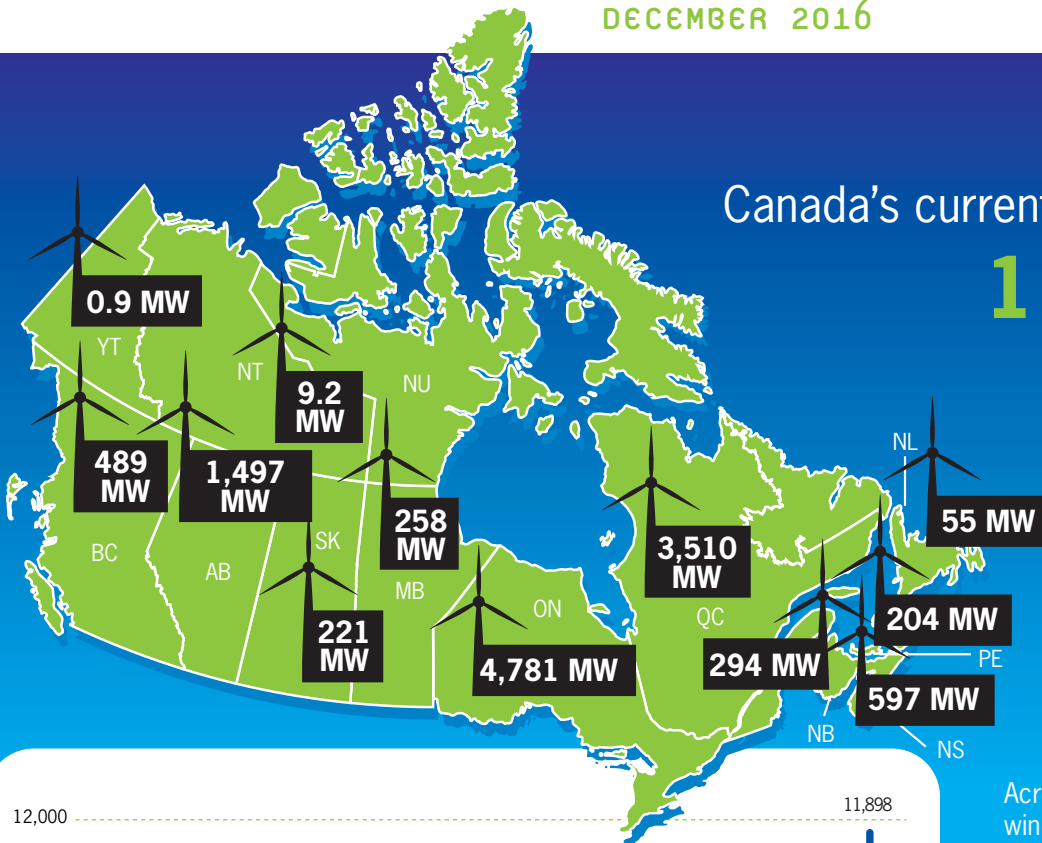 DECEMBER 2016
Canada's current
1
0.9 MW
YT
NT
9.2
MW
NU
489
MW
1,497
MW
258
MW
NL
55 MW
BC
AB
SK
221
MW
MB
ON
4,781 MW
3,510
MW
QC
204 MW
294 MW
PE
597 MW
NB
NS
12,000
11,898
Acr
win